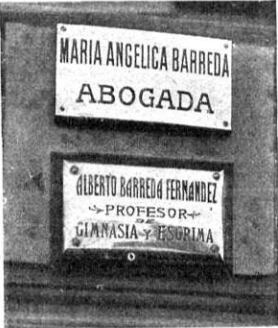 MARIA ANGELICA BARREDA
ABOGADA
ALBERTO BARREDA FERNANDEZ
PROFESOR
DE
GIMNASIA Y ESGRIMA